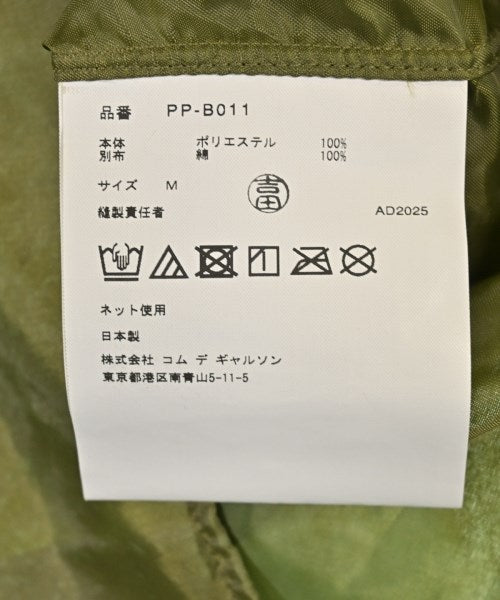 品番 PP-B011
本体 ポリエステル 100%
別布 綿 100%
サイズ M
縫製責任者 AD2025
ネット使用
日本製
株式会社 コム デ ギャルソン
東京都港区南青山5-11-5